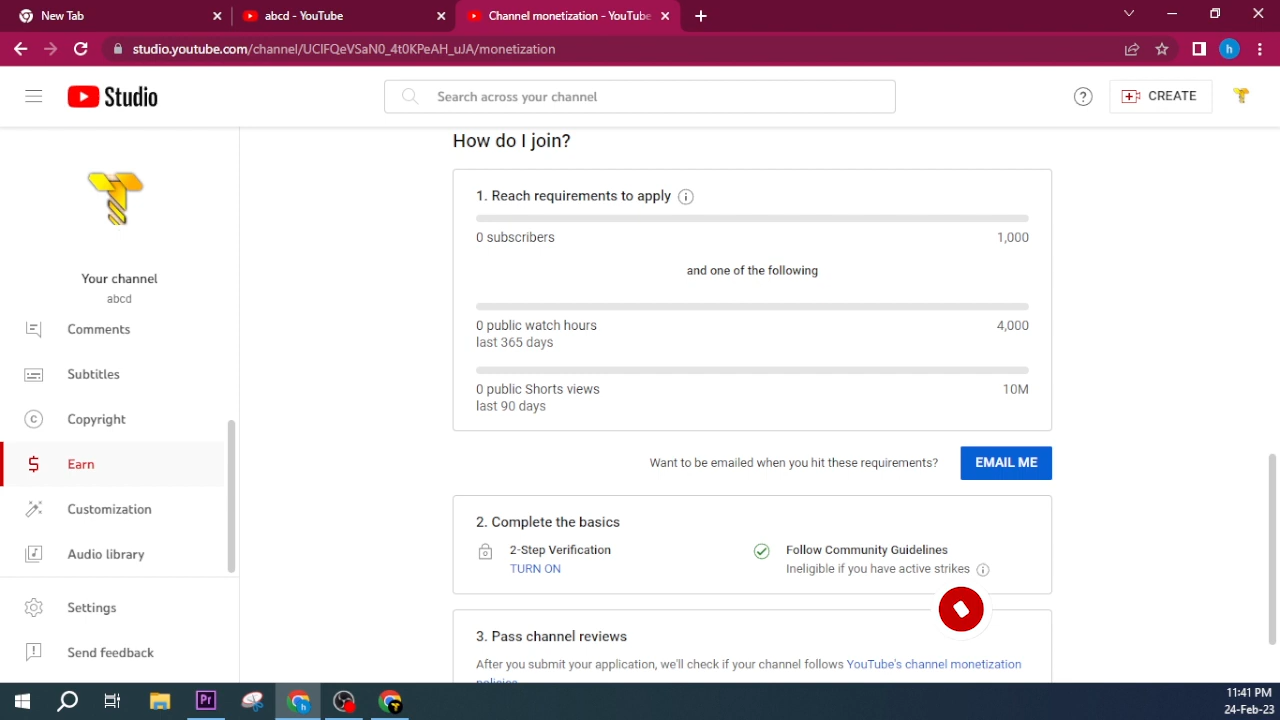 New Tab
abcd - YouTube
Channel monetization - YouTube
studio.youtube.com/channel/UCIFQeVSaN0_4t0KPeAH_uJA/monetization
h
Studio
Search across your channel
CREATE
Your channel
abcd
Comments
Subtitles
Copyright
Earn
Customization
Audio library
Settings
Send feedback
How do I join?
1. Reach requirements to apply
0 subscribers
1,000
and one of the following
0 public watch hours
last 365 days
4,000
0 public Shorts views
last 90 days
10M
Want to be emailed when you hit these requirements?
EMAIL ME
2. Complete the basics
2-Step Verification
TURN ON
Follow Community Guidelines
Ineligible if you have active strikes
3. Pass channel reviews
After you submit your application, we'll check if your channel follows YouTube's channel monetization
policies
Pr
h
11:41 PM
24-Feb-23